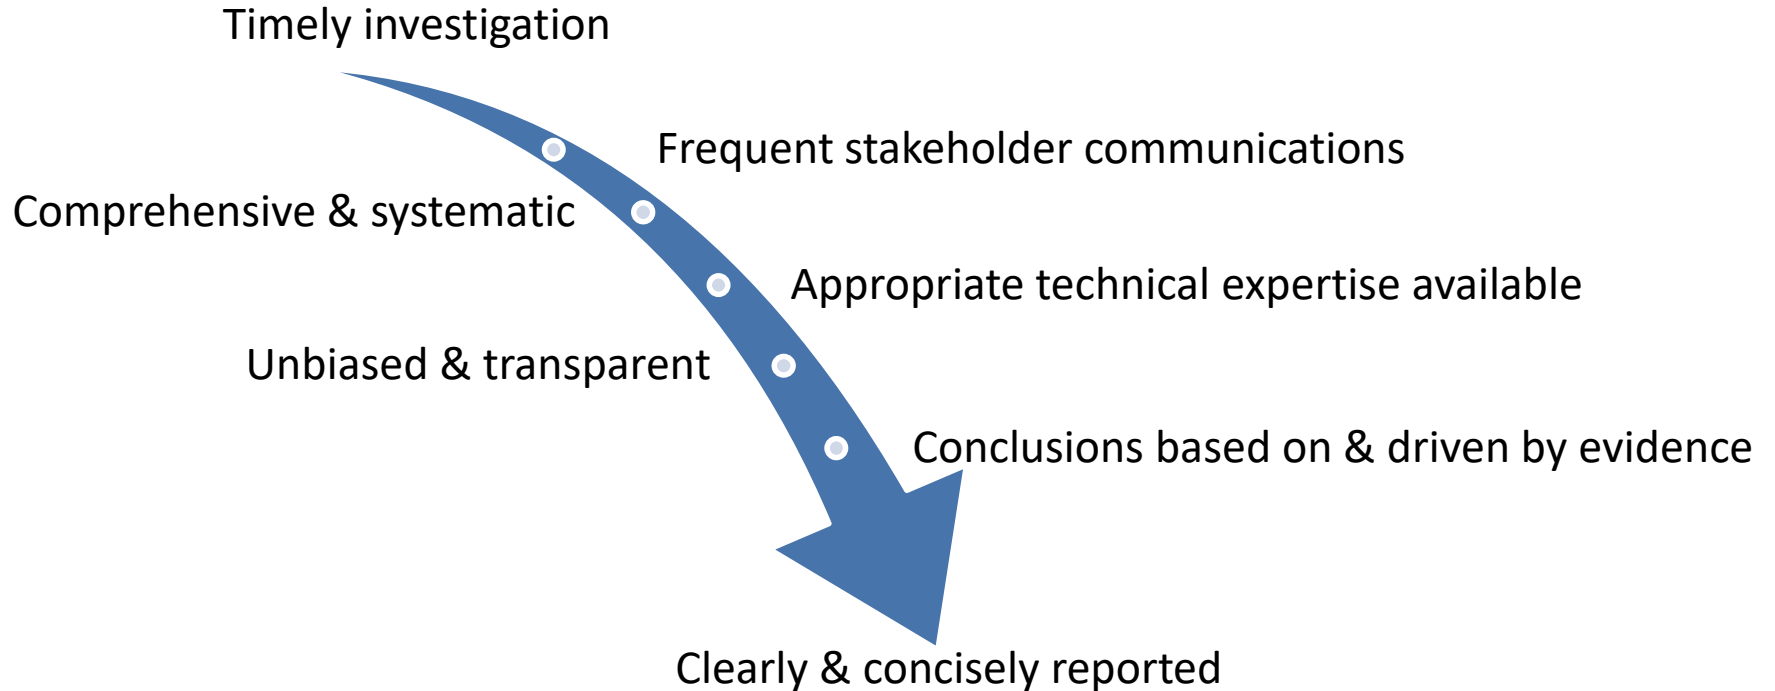 Timely investigation
Frequent stakeholder communications
Comprehensive & systematic
Appropriate technical expertise available
Unbiased & transparent
Conclusions based on & driven by evidence
Clearly & concisely reported